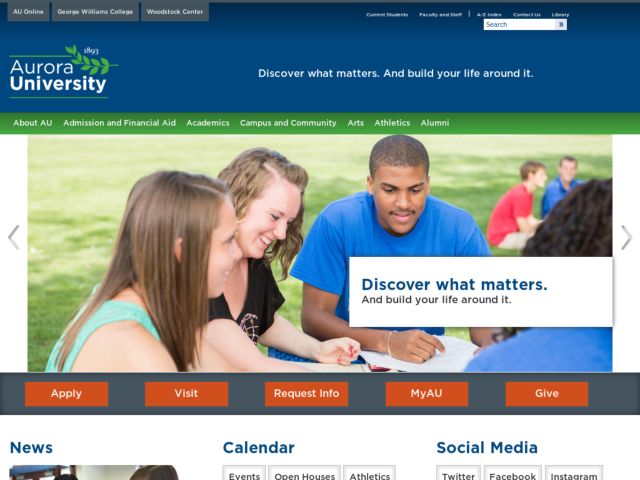 AU Online
George Williams College
Woodstock Center
Current Students
Faculty and Staff
A-Z Index
Contact Us
Library
Search
1893
Aurora
University
Discover what matters. And build your life around it.
About AU
Admission and Financial Aid
Academics
Campus and Community
Arts
Athletics
Alumni
Discover what matters.
And build your life around it.
Apply
Visit
Request Info
MyAU
Give
News
Calendar
Social Media
Events
Open Houses
Athletics
Twitter
Facebook
Instagram